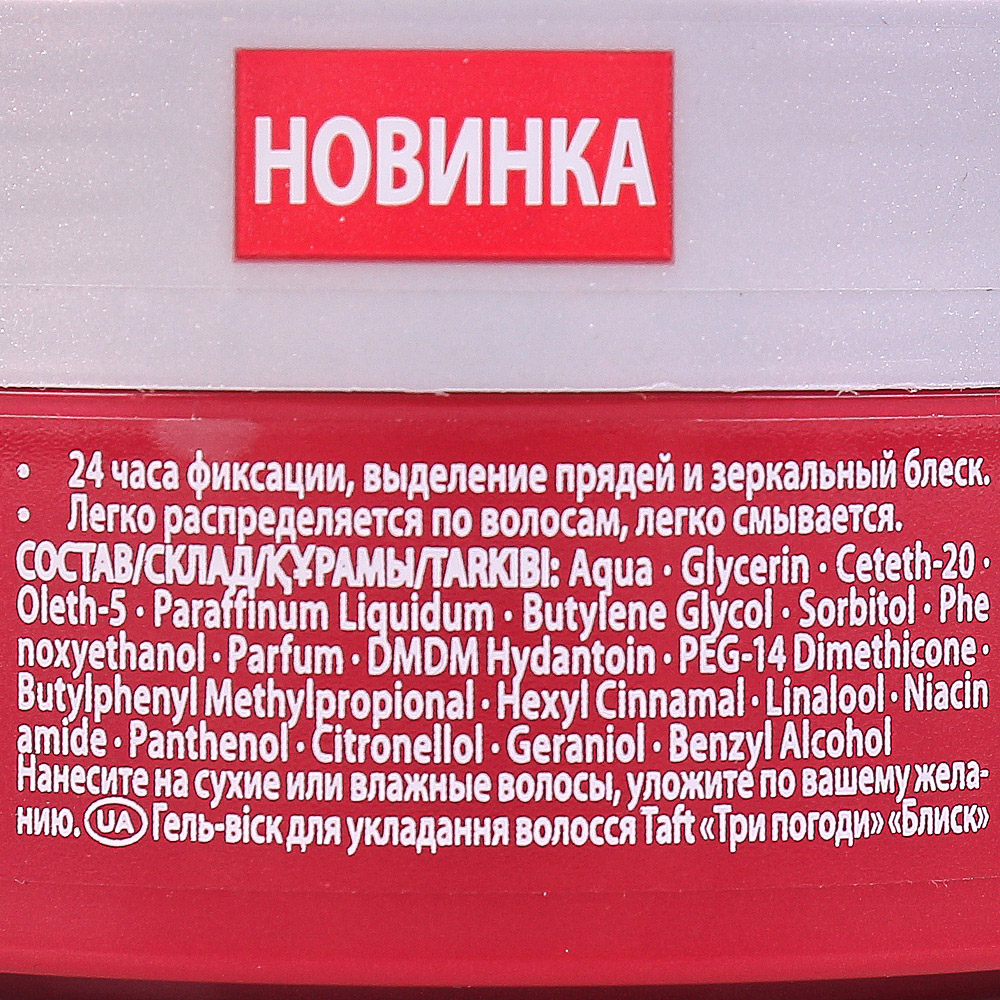 НОВИНКА
• 24 часа фиксации, выделение прядей и зеркальный блеск.
• Легко распределяется по волосам, легко смывается.
СОСТАВ/СКЛАД/ҚҰРАМЫ/TARKIBI: Aqua · Glycerin · Ceteth-20 ·
Oleth-5 · Paraffinum Liquidum · Butylene Glycol · Sorbitol · Phe
noxyethanol · Parfum · DMDM Hydantoin · PEG-14 Dimethicone ·
Butylphenyl Methylpropional · Hexyl Cinnamal · Linalool · Niacin
amide · Panthenol · Citronellol · Geraniol · Benzyl Alcohol
Нанесите на сухие или влажные волосы, уложите по вашему жела-
нию. UA Гель-віск для укладання волосся Taft «Три погоди» «Блиск»